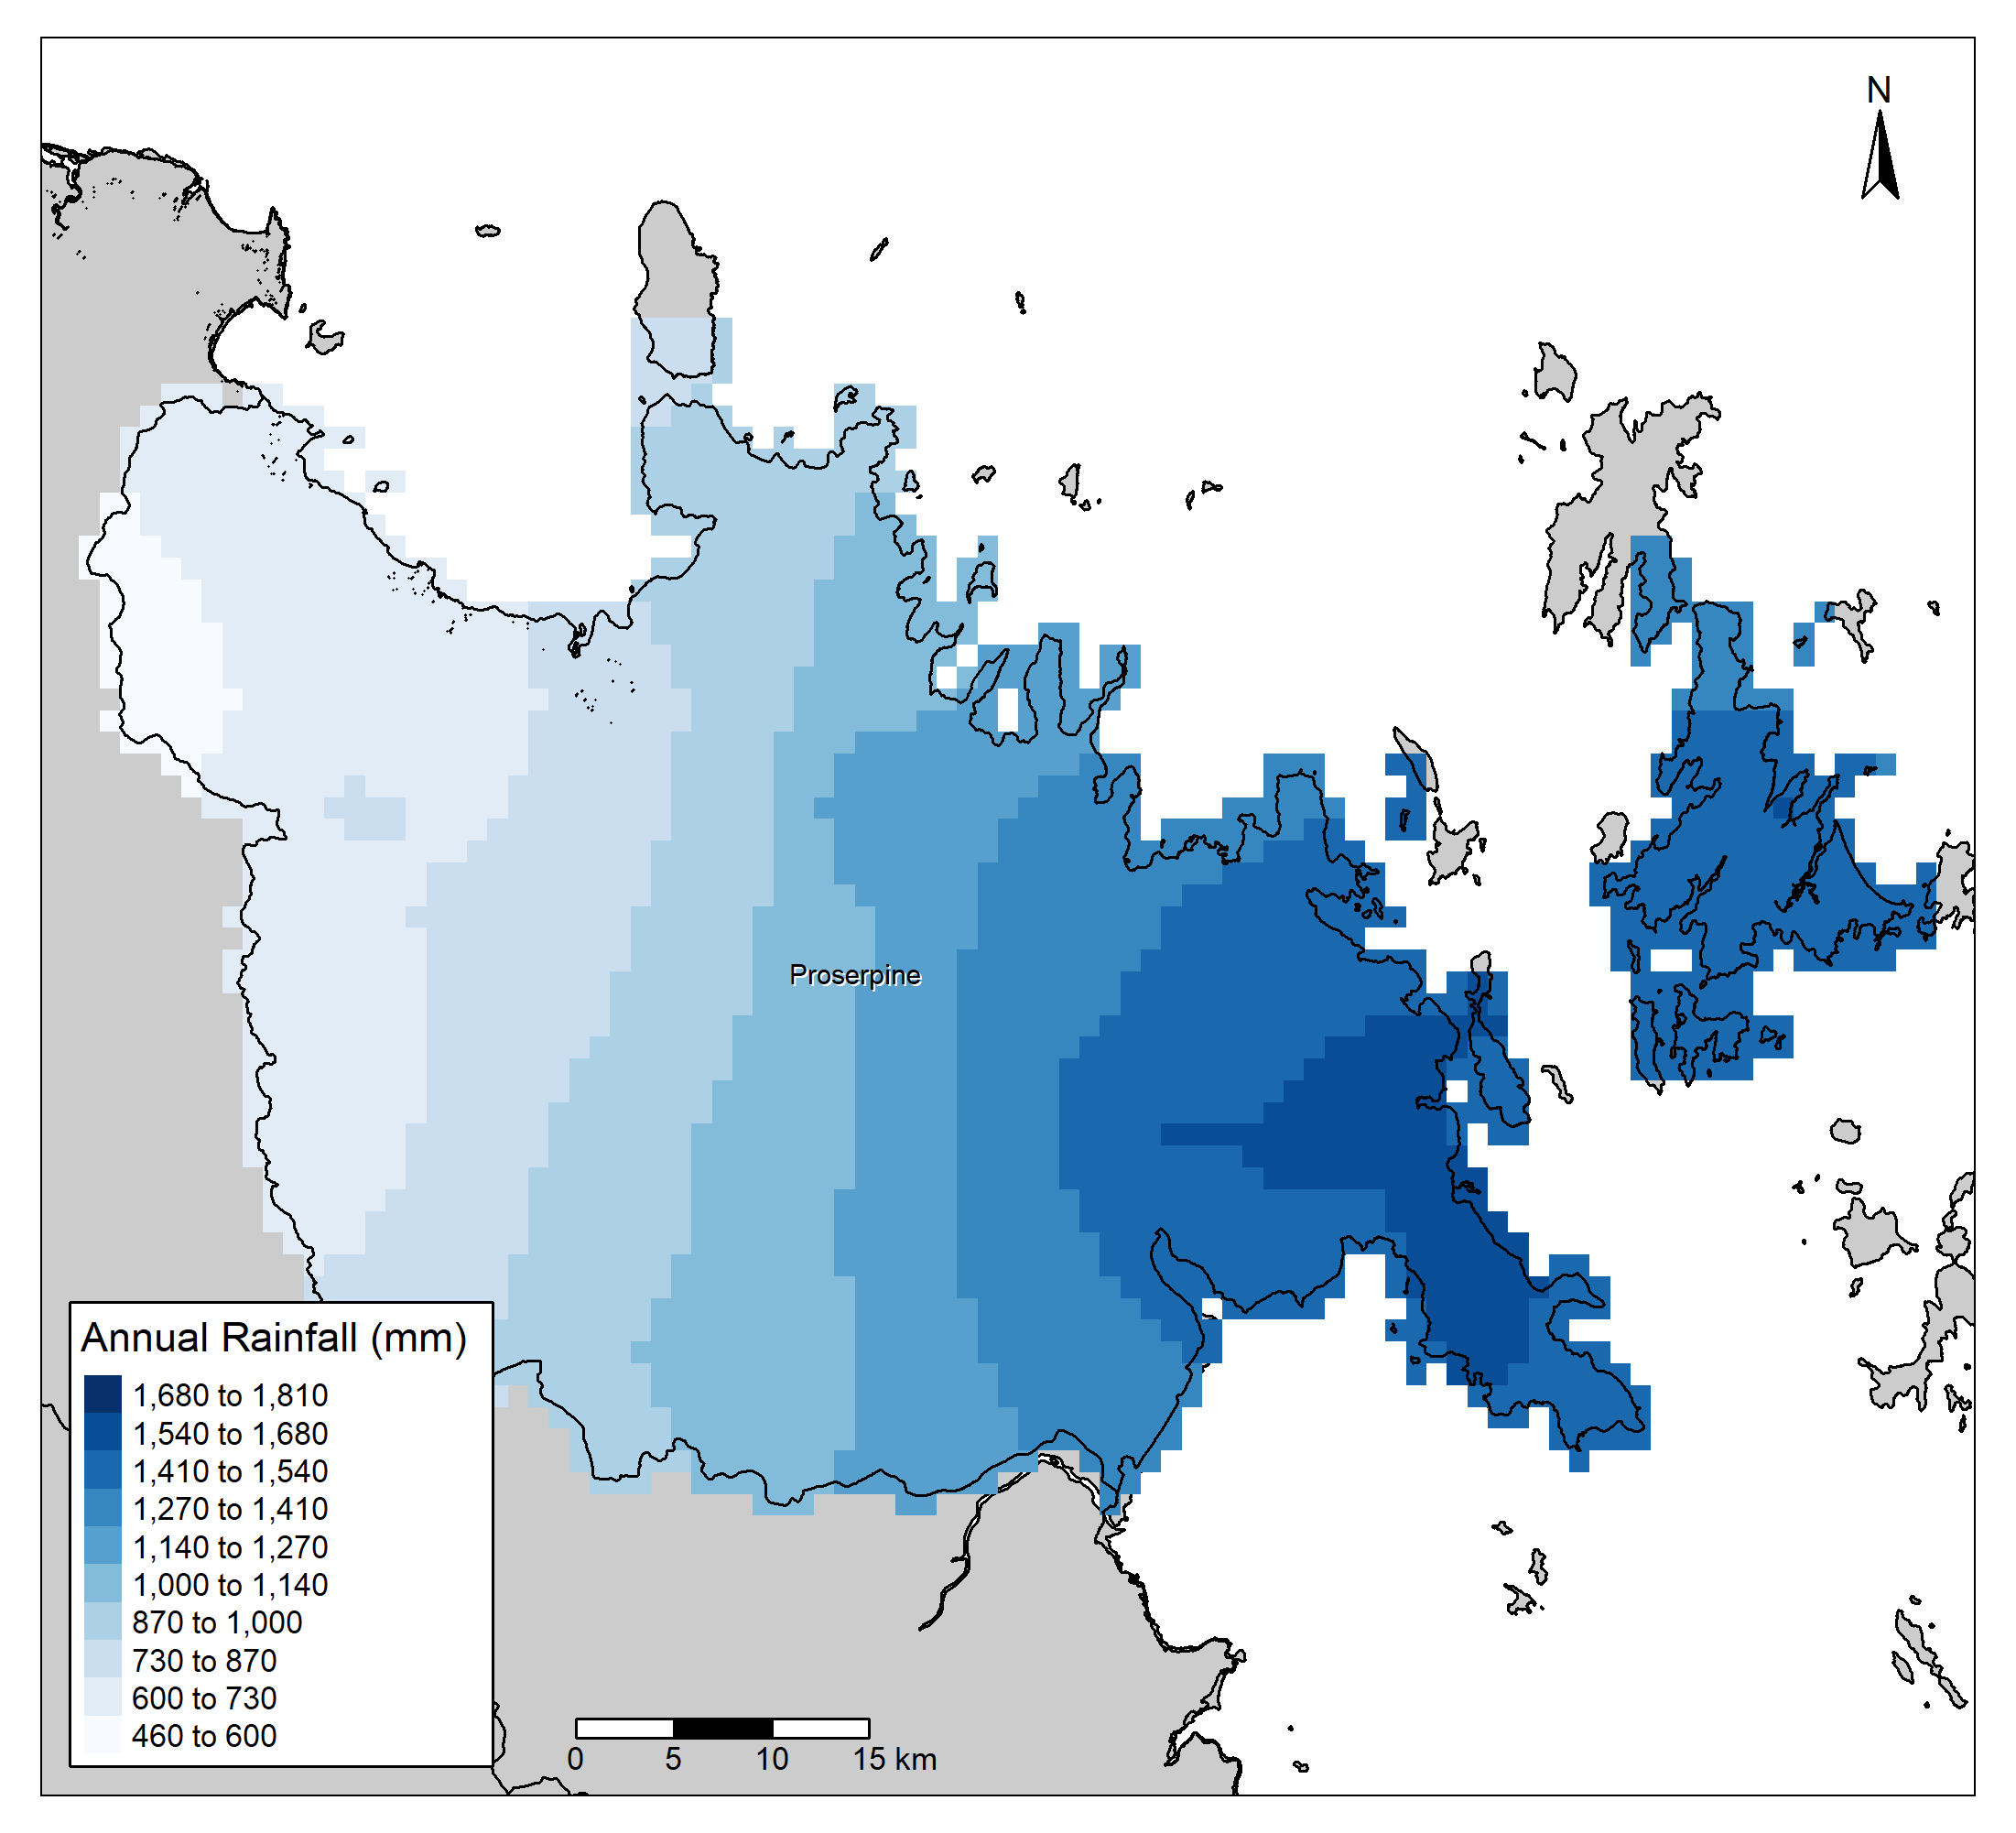 N
Proserpine
Annual Rainfall (mm)
1,680 to 1,810
1,540 to 1,680
1,410 to 1,540
1,270 to 1,410
1,140 to 1,270
1,000 to 1,140
870 to 1,000
730 to 870
600 to 730
460 to 600
0 5 10 15 km